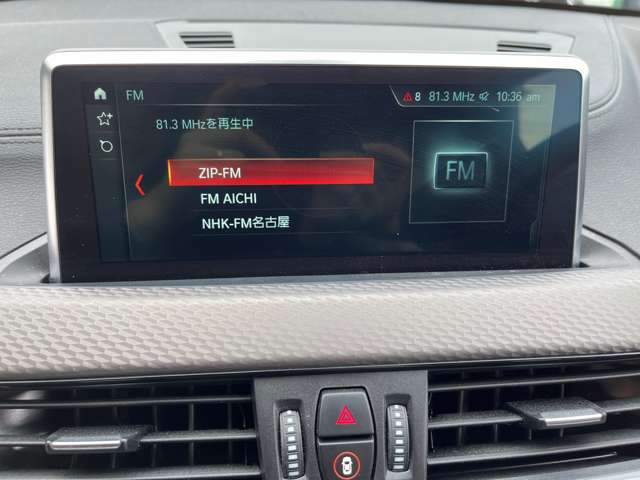 FM
8 81.3 MHz 10:36 am
81.3 MHzを再生中
ZIP-FM
FM AICHI
NHK-FM名古屋
FM